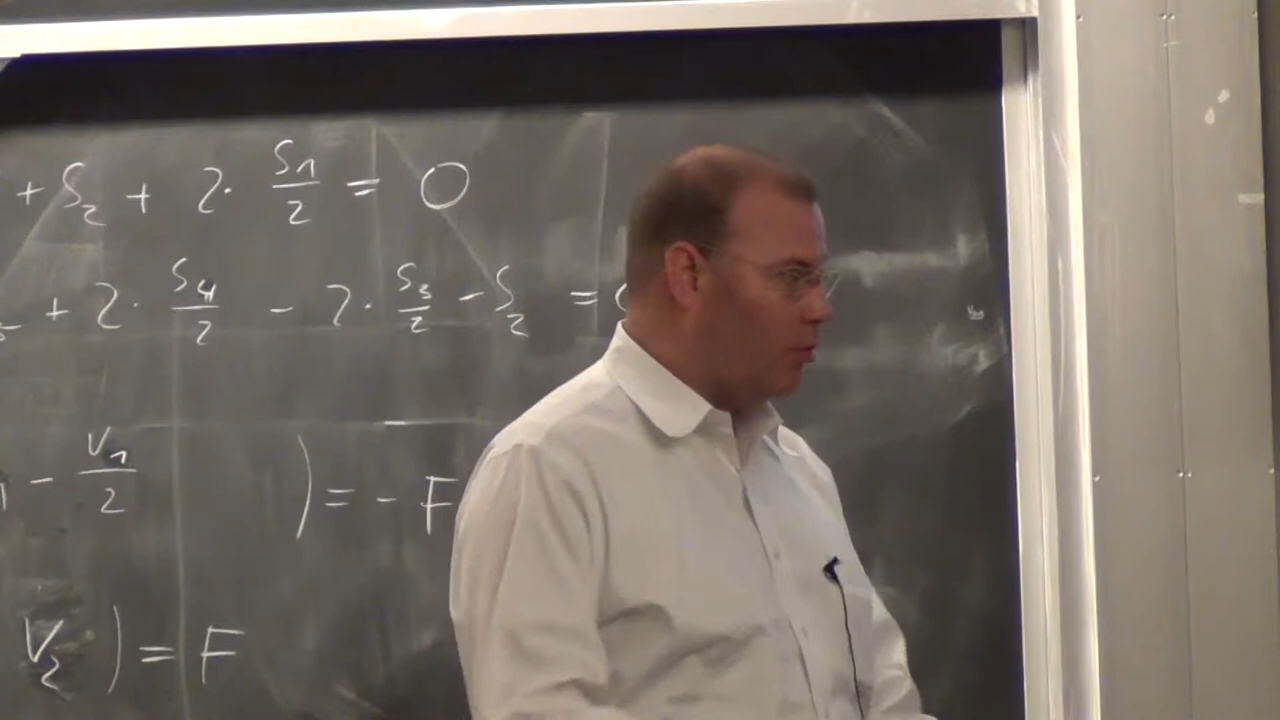 + S₂ + 2 · S₁/2 = 0
+ 2 · S₄/2 - 2 · S₃/2 - S₂ =
- V₁/2 ) = - F
V₂ ) = F